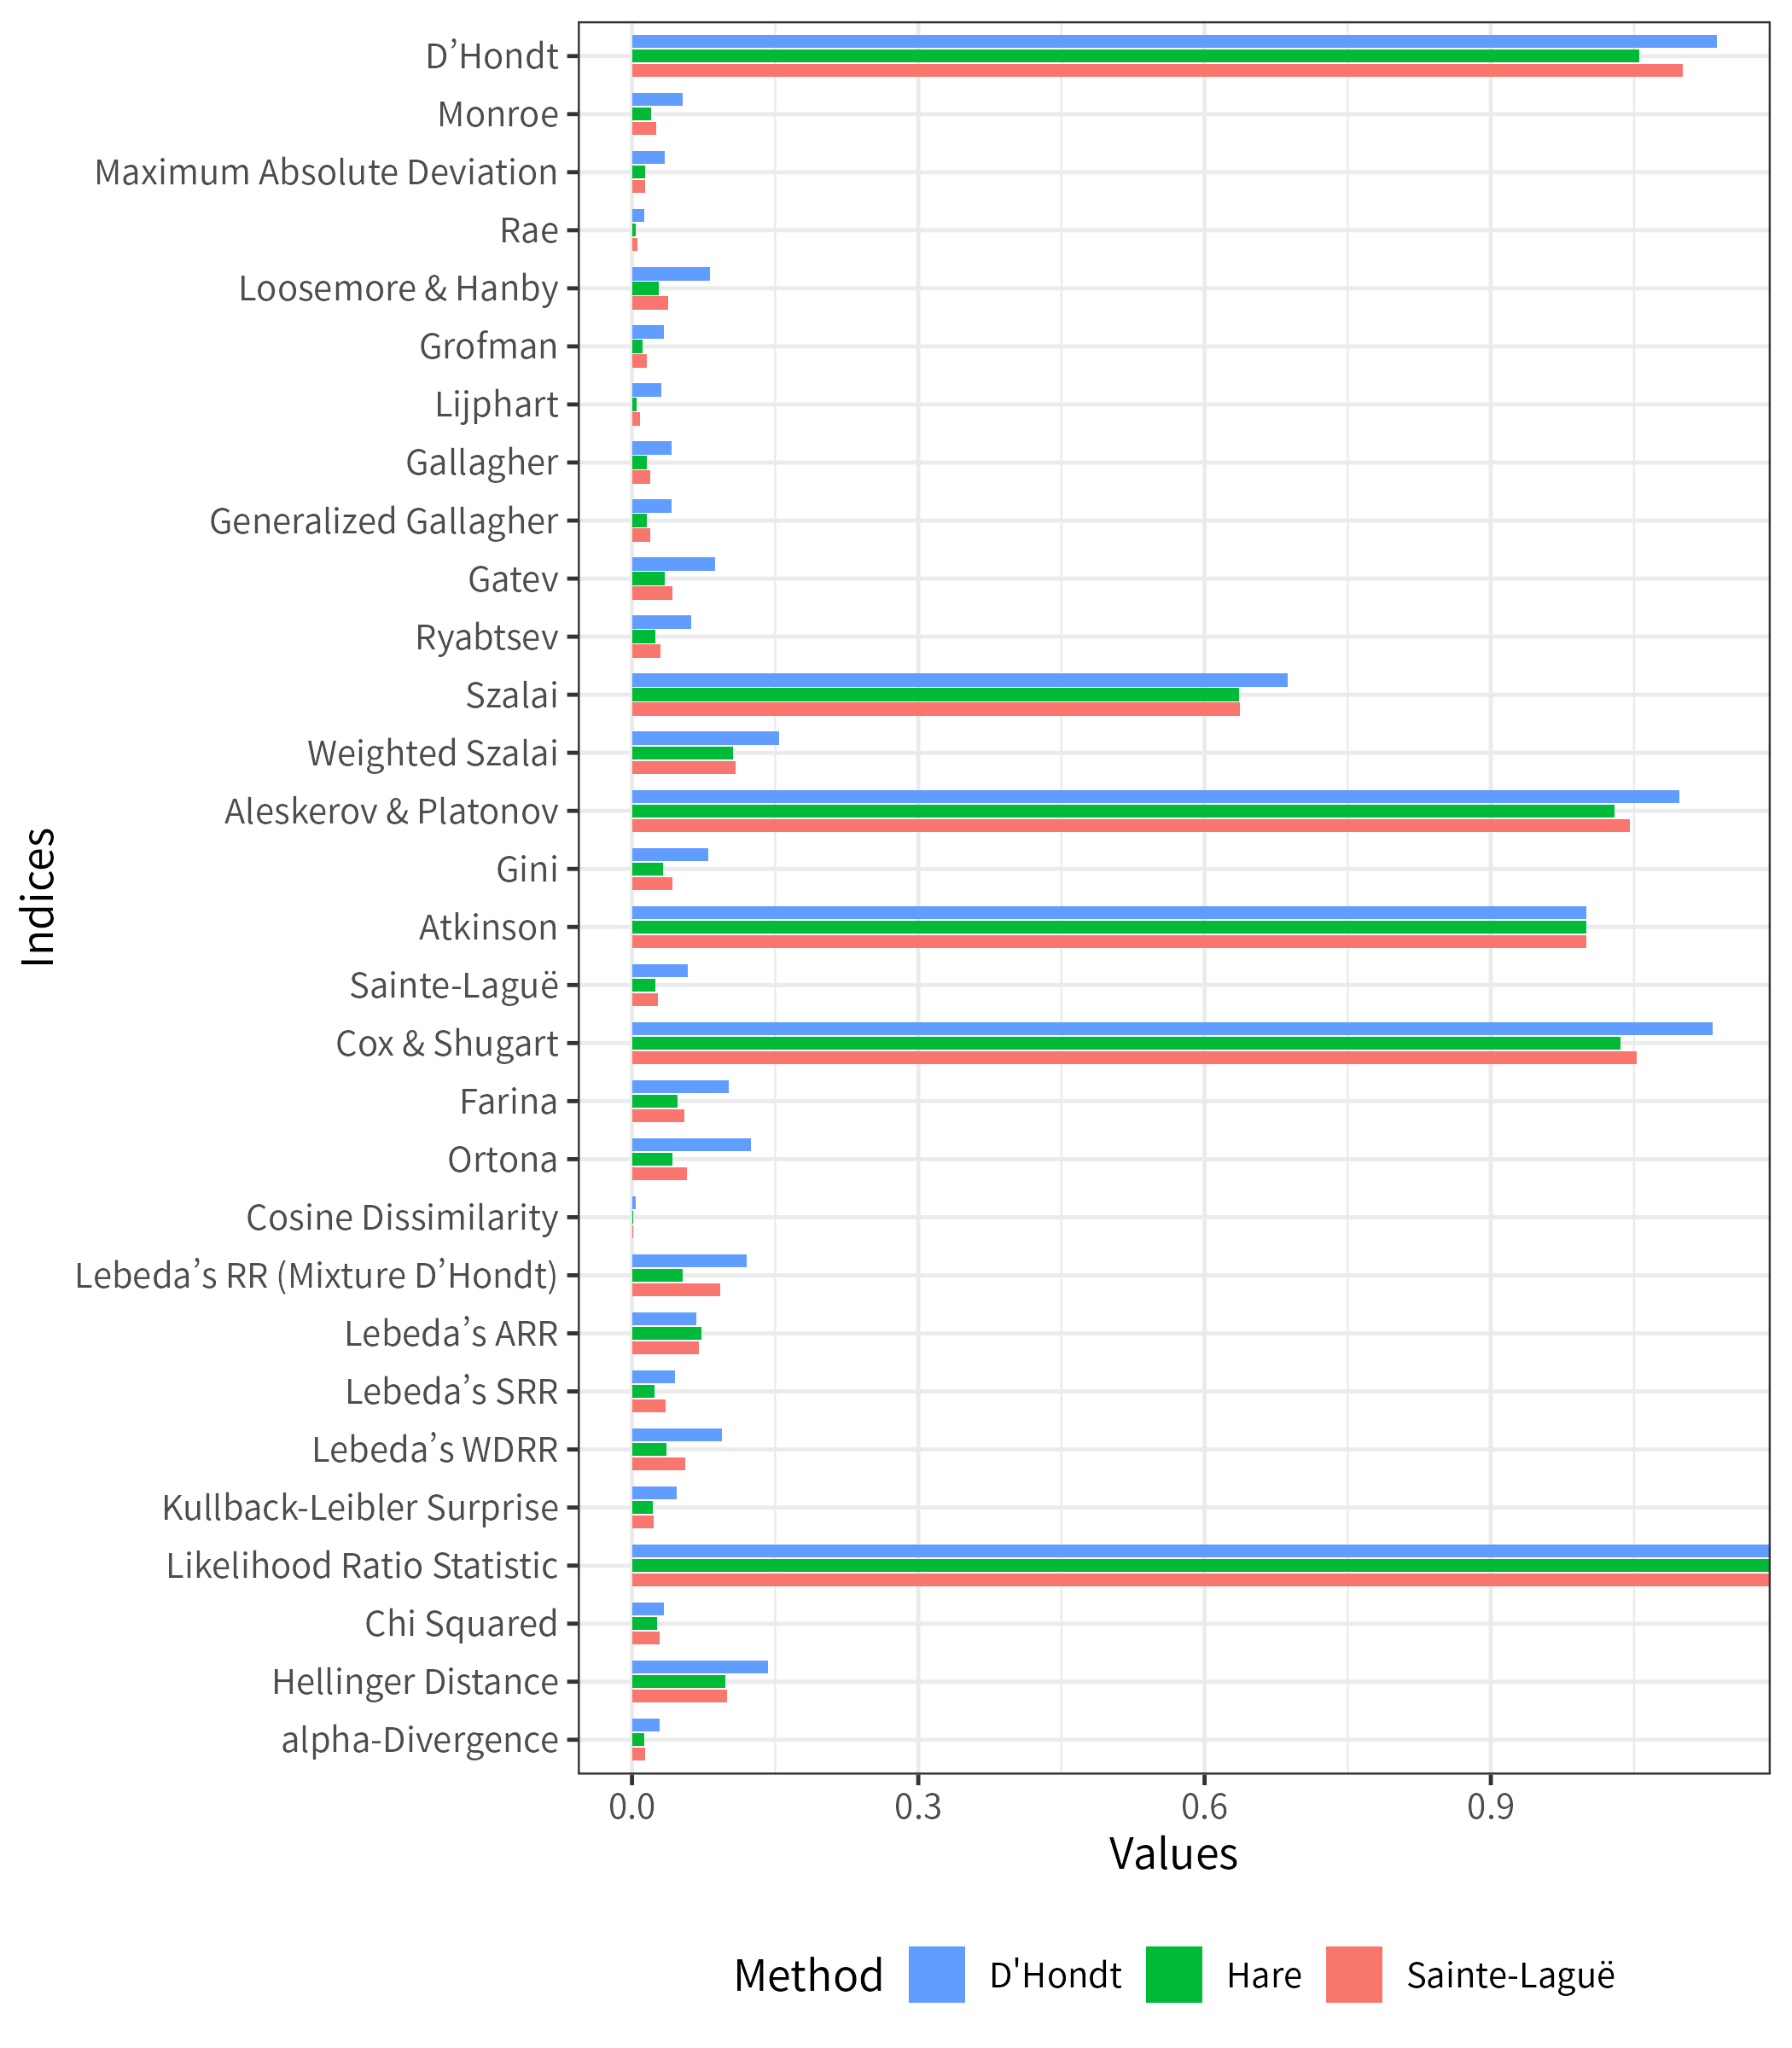 D’Hondt
Monroe
Maximum Absolute Deviation
Rae
Loosemore & Hanby
Grofman
Lijphart
Gallagher
Generalized Gallagher
Gatev
Ryabtsev
Szalai
Weighted Szalai
Aleskerov & Platonov
Gini
Atkinson
Sainte-Laguë
Cox & Shugart
Farina
Ortona
Cosine Dissimilarity
Lebeda’s RR (Mixture D’Hondt)
Lebeda’s ARR
Lebeda’s SRR
Lebeda’s WDRR
Kullback-Leibler Surprise
Likelihood Ratio Statistic
Chi Squared
Hellinger Distance
alpha-Divergence
Indices
0.0 0.3 0.6 0.9
Values
Method D'Hondt Hare Sainte-Laguë